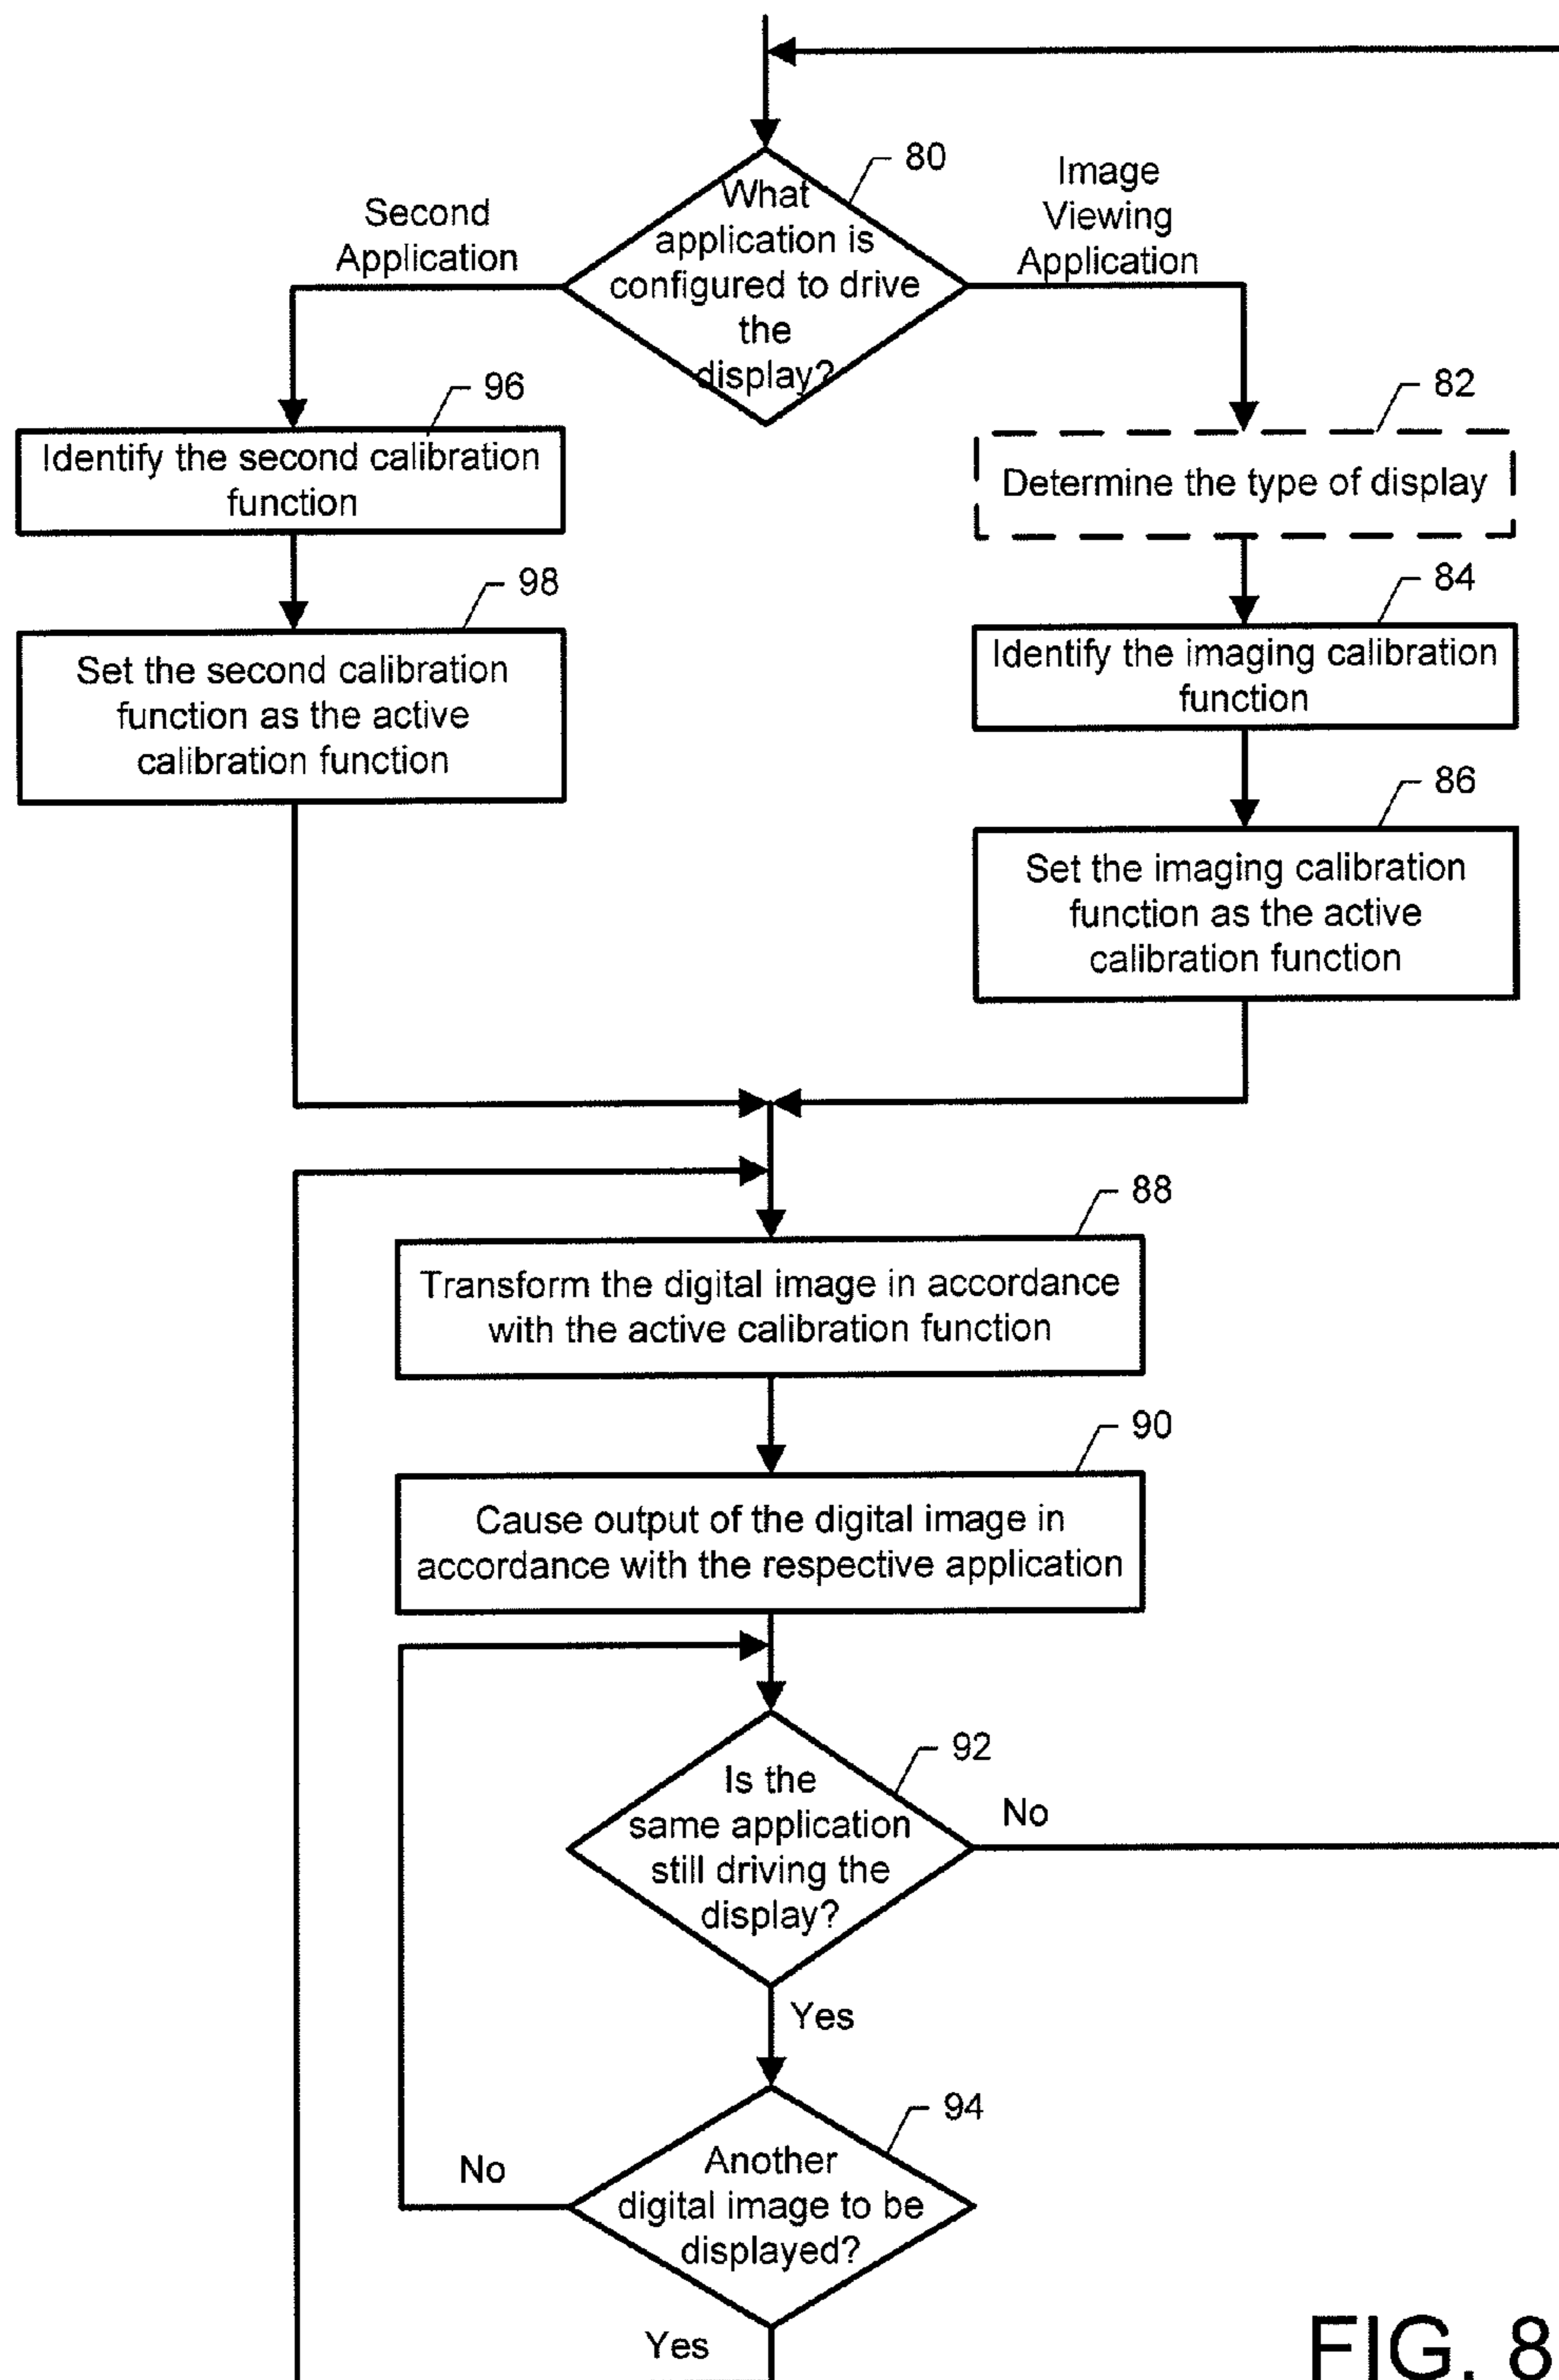 80
What
application is
configured to drive
the
display?
Second
Application
Image
Viewing
Application
96
Identify the second calibration
function
82
Determine the type of display
98
Set the second calibration
function as the active
calibration function
84
Identify the imaging calibration
function
86
Set the imaging calibration
function as the active
calibration function
88
Transform the digital image in accordance
with the active calibration function
90
Cause output of the digital image in
accordance with the respective application
92
Is the
same application
still driving the
display?
No
Yes
94
Another
digital image to be
displayed?
No
Yes
FIG. 8